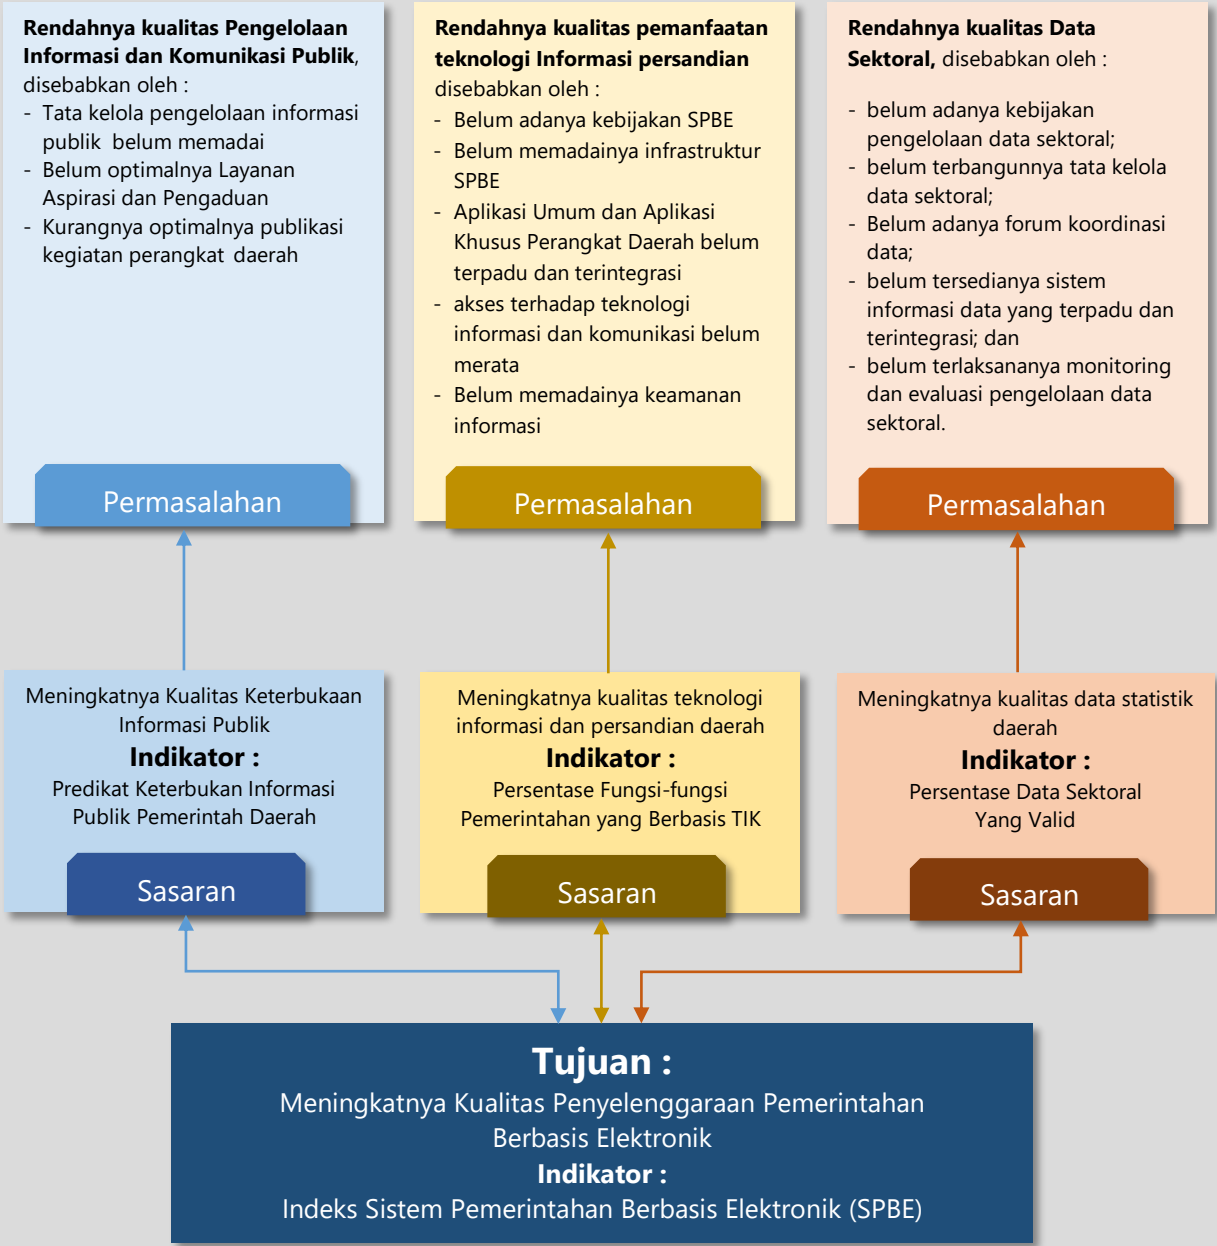 Rendahnya kualitas Pengelolaan
Informasi dan Komunikasi Publik,
disebabkan oleh :
- Tata kelola pengelolaan informasi
publik belum memadai
- Belum optimalnya Layanan
Aspirasi dan Pengaduan
- Kurangnya optimalnya publikasi
kegiatan perangkat daerah
Permasalahan
Rendahnya kualitas pemanfaatan
teknologi Informasi persandian
disebabkan oleh :
- Belum adanya kebijakan SPBE
- Belum memadainya infrastruktur
SPBE
- Aplikasi Umum dan Aplikasi
Khusus Perangkat Daerah belum
terpadu dan terintegrasi
- akses terhadap teknologi
informasi dan komunikasi belum
merata
- Belum memadainya keamanan
informasi
Permasalahan
Rendahnya kualitas Data
Sektoral, disebabkan oleh :
- belum adanya kebijakan
pengelolaan data sektoral;
- belum terbangunnya tata kelola
data sektoral;
- Belum adanya forum koordinasi
data;
- belum tersedianya sistem
informasi data yang terpadu dan
terintegrasi; dan
- belum terlaksananya monitoring
dan evaluasi pengelolaan data
sektoral.
Permasalahan
Meningkatnya Kualitas Keterbukaan
Informasi Publik
Indikator :
Predikat Keterbukan Informasi
Publik Pemerintah Daerah
Sasaran
Meningkatnya kualitas teknologi
informasi dan persandian daerah
Indikator :
Persentase Fungsi-fungsi
Pemerintahan yang Berbasis TIK
Sasaran
Meningkatnya kualitas data statistik
daerah
Indikator :
Persentase Data Sektoral
Yang Valid
Sasaran
Tujuan :
Meningkatnya Kualitas Penyelenggaraan Pemerintahan
Berbasis Elektronik
Indikator :
Indeks Sistem Pemerintahan Berbasis Elektronik (SPBE)